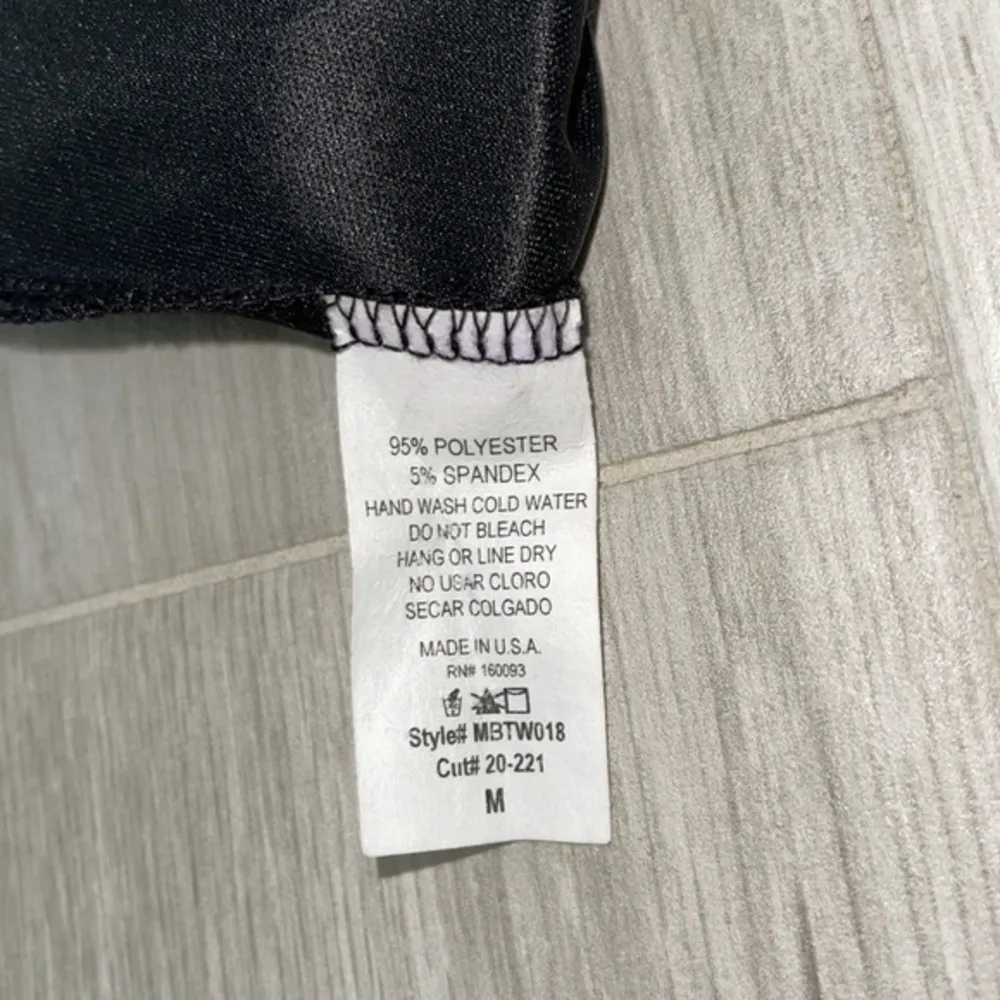 95% POLYESTER
5% SPANDEX
HAND WASH COLD WATER
DO NOT BLEACH
HANG OR LINE DRY
NO USAR CLORO
SECAR COLGADO
MADE IN U.S.A.
RN# 160093
Style# MBTW018
Cut# 20-221
M